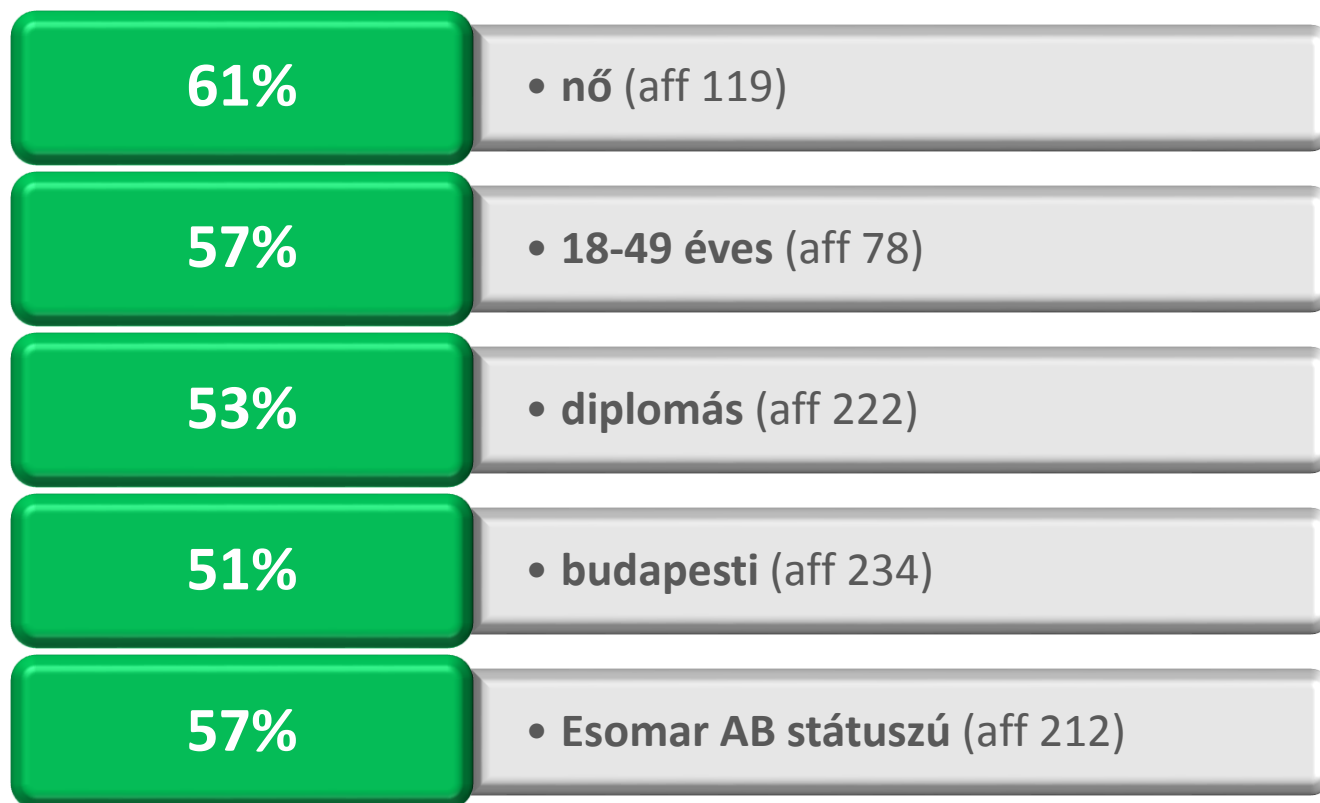 61%
• nő (aff 119)
57%
• 18-49 éves (aff 78)
53%
• diplomás (aff 222)
51%
• budapesti (aff 234)
57%
• Esomar AB státuszú (aff 212)